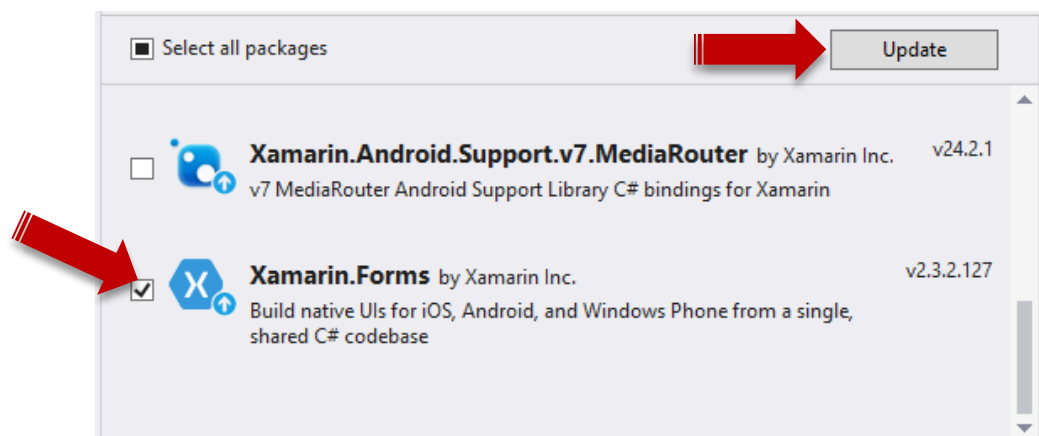 Select all packages
Update
Xamarin.Android.Support.v7.MediaRouter by Xamarin Inc. v24.2.1
v7 MediaRouter Android Support Library C# bindings for Xamarin
Xamarin.Forms by Xamarin Inc. v2.3.2.127
Build native UIs for iOS, Android, and Windows Phone from a single,
shared C# codebase